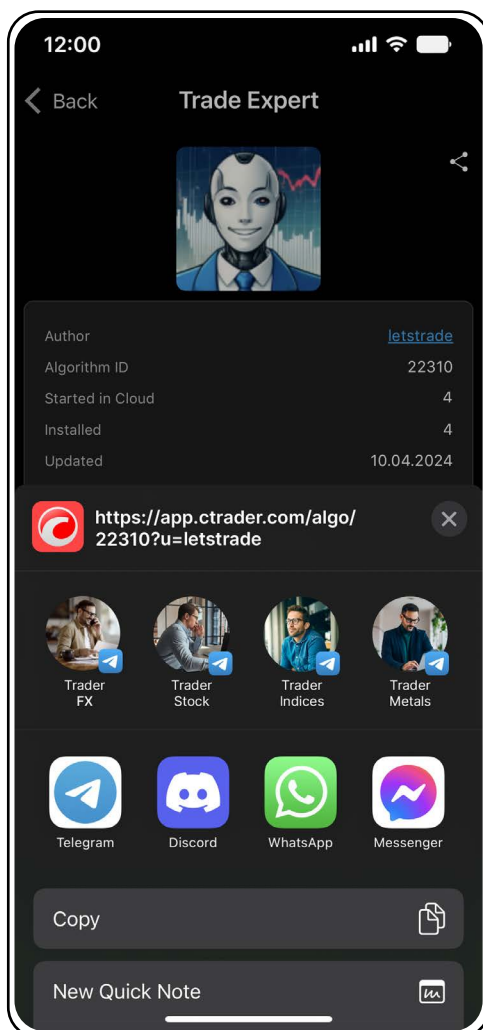 12:00
Back
Trade Expert
Author
letstrade
Algorithm ID
22310
Started in Cloud
4
Installed
4
Updated
10.04.2024
https://app.ctrader.com/algo/
22310?u=letstrade
Trader
FX
Trader
Stock
Trader
Indices
Trader
Metals
Telegram
Discord
WhatsApp
Messenger
Copy
New Quick Note